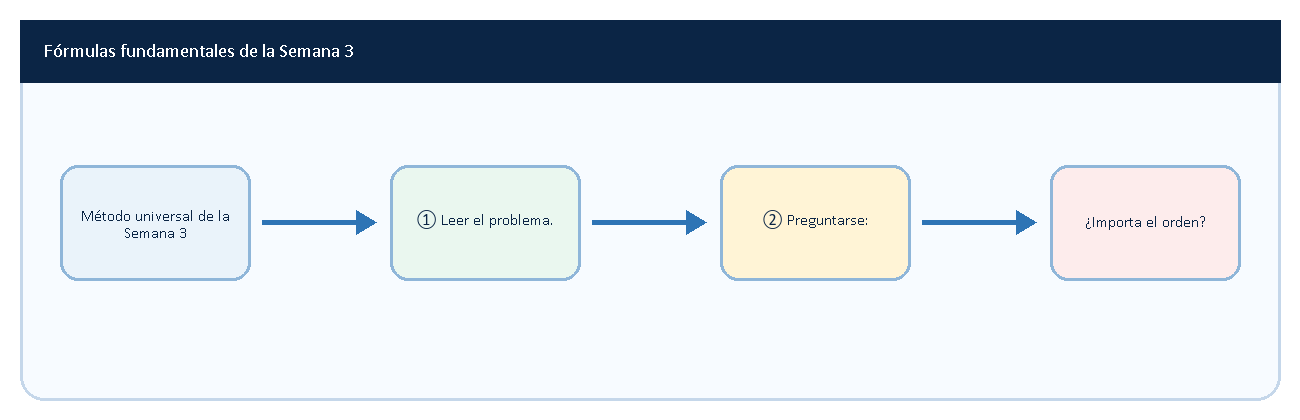 Fórmulas fundamentales de la Semana 3
Método universal de la
Semana 3
① Leer el problema.
② Preguntarse:
¿Importa el orden?